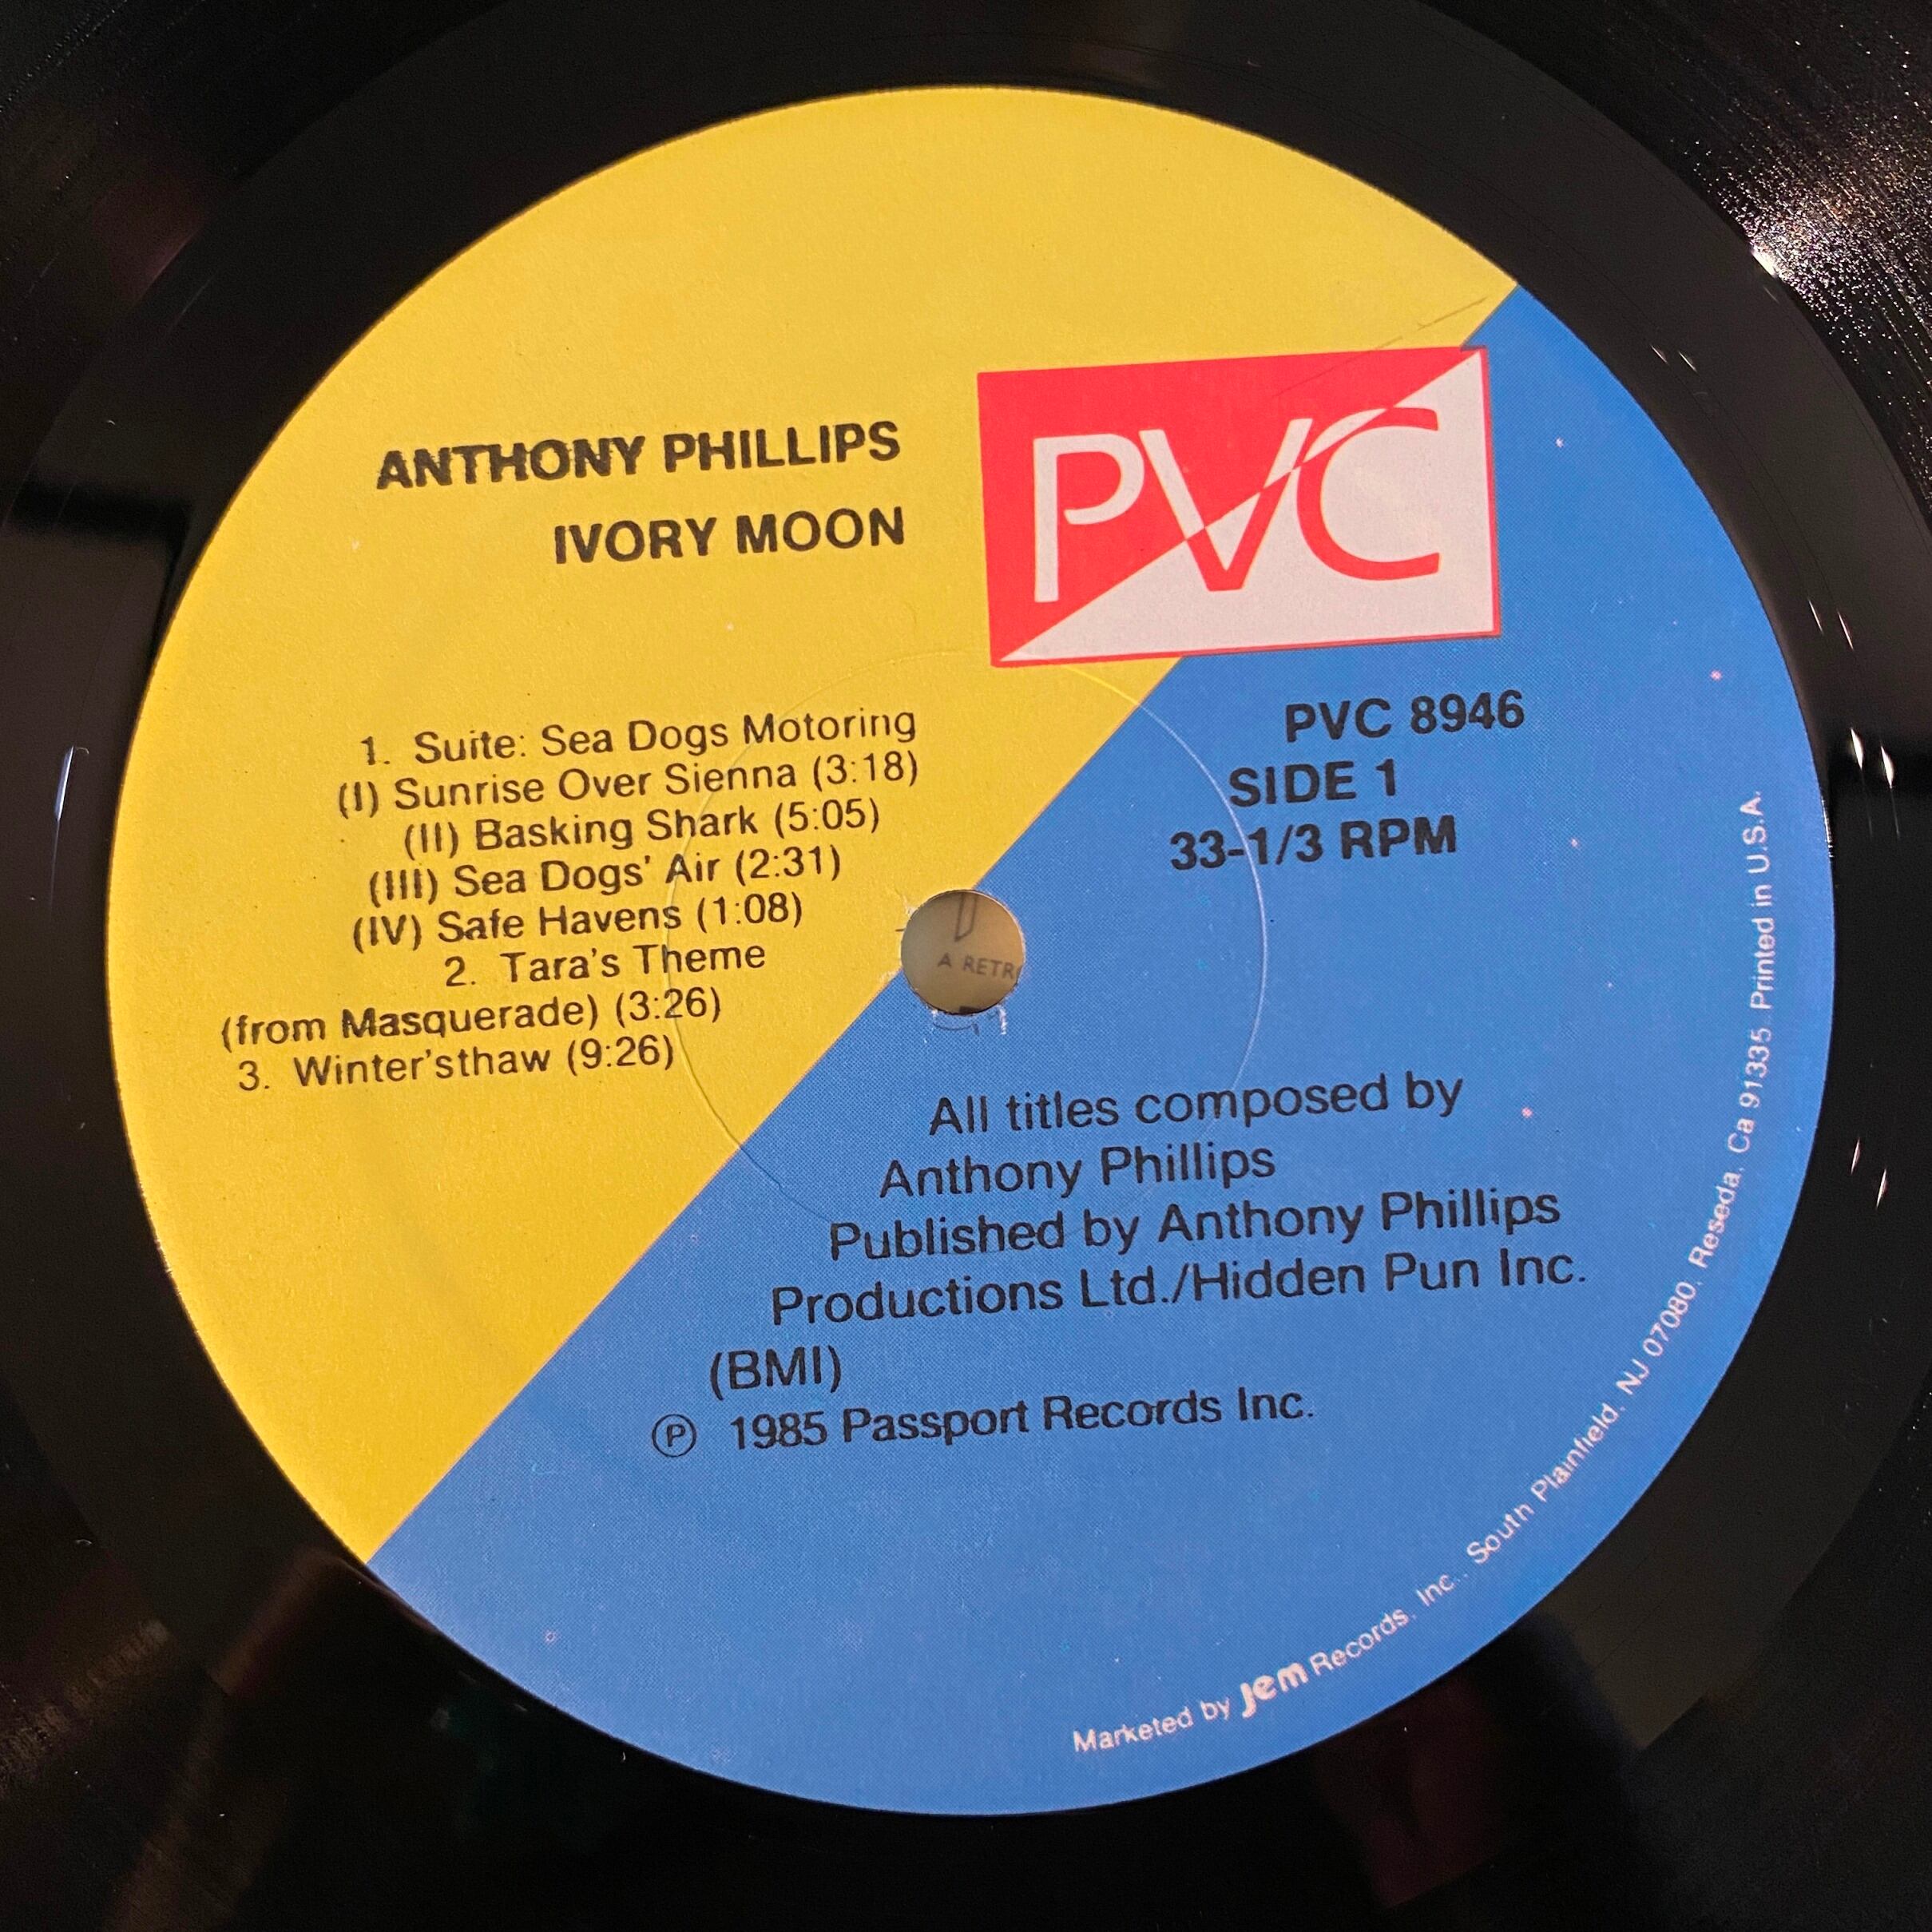 ANTHONY PHILLIPS
IVORY MOON
PVC
1. Suite: Sea Dogs Motoring
(I) Sunrise Over Sienna (3:18)
(II) Basking Shark (5:05)
(III) Sea Dogs' Air (2:31)
(IV) Safe Havens (1:08)
2. Tara's Theme
(from Masquerade) (3:26)
3. Winter'sthaw (9:26)
PVC 8946
SIDE 1
33-1/3 RPM
A RETR
All titles composed by
Anthony Phillips
Published by Anthony Phillips
Productions Ltd./Hidden Pun Inc.
(BMI)
Ⓟ 1985 Passport Records Inc.
Marketed by Jem Records, Inc., South Plainfield, NJ 07080. Reseda, Ca 91335. Printed in U.S.A.